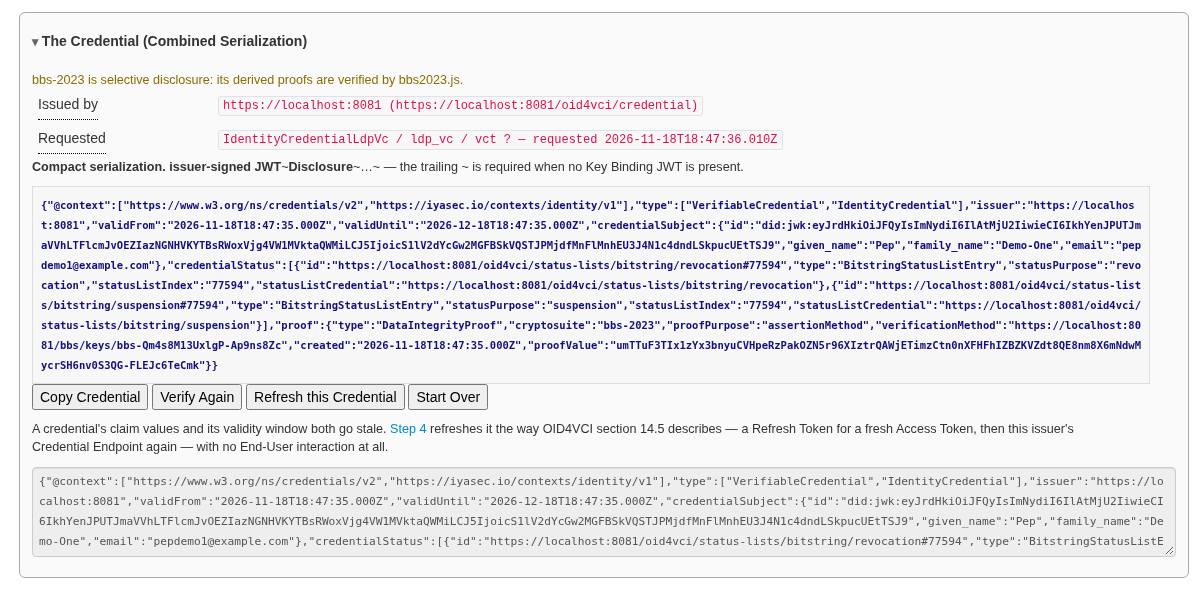 ▾ The Credential (Combined Serialization)
bbs-2023 is selective disclosure: its derived proofs are verified by bbs2023.js.
Issued by https://localhost:8081 (https://localhost:8081/oid4vci/credential)
Requested IdentityCredentialLdpVc / ldp_vc / vct ? — requested 2026-11-18T18:47:36.010Z
Compact serialization. issuer-signed JWT~Disclosure~…~ — the trailing ~ is required when no Key Binding JWT is present.
{"@context":["https://www.w3.org/ns/credentials/v2","https://iyasec.io/contexts/identity/v1"],"type":["VerifiableCredential","IdentityCredential"],"issuer":"https://localhos
t:8081","validFrom":"2026-11-18T18:47:35.000Z","validUntil":"2026-12-18T18:47:35.000Z","credentialSubject":{"id":"did:jwk:eyJrdHkiOiJFQyIsImNydiI6IlAtMjU2IiwieCI6IkhYenJPUTJm
aVVhLTFlcmJvOEZIazNGNHVKYTBsRWoxVjg4VW1MVktaQWMiLCJ5IjoicS1lV2dYcGw2MGFBSkVQSTJPMjdfMnFlMnhEU3J4N1c4dndLSkpucUEtTSJ9","given_name":"Pep","family_name":"Demo-One","email":"pep
demo1@example.com"},"credentialStatus":[{"id":"https://localhost:8081/oid4vci/status-lists/bitstring/revocation#77594","type":"BitstringStatusListEntry","statusPurpose":"revo
cation","statusListIndex":"77594","statusListCredential":"https://localhost:8081/oid4vci/status-lists/bitstring/revocation"},{"id":"https://localhost:8081/oid4vci/status-list
s/bitstring/suspension#77594","type":"BitstringStatusListEntry","statusPurpose":"suspension","statusListIndex":"77594","statusListCredential":"https://localhost:8081/oid4vci/
status-lists/bitstring/suspension"}],"proof":{"type":"DataIntegrityProof","cryptosuite":"bbs-2023","proofPurpose":"assertionMethod","verificationMethod":"https://localhost:80
81/bbs/keys/bbs-Qm4s8M13UxlgP-Ap9ns8Zc","created":"2026-11-18T18:47:35.000Z","proofValue":"umTTuF3TIx1zYx3bnyuCVHpeRzPakOZN5r96XIztrQAWjETimzCtn0nXFHFhIZBZKVZdt8QE8nm8X6mNdwM
ycrSH6nv0S3QG-FLEJc6TeCmk"}}
Copy Credential Verify Again Refresh this Credential Start Over
A credential's claim values and its validity window both go stale. Step 4 refreshes it the way OID4VCI section 14.5 describes — a Refresh Token for a fresh Access Token, then this issuer's
Credential Endpoint again — with no End-User interaction at all.
{"@context":["https://www.w3.org/ns/credentials/v2","https://iyasec.io/contexts/identity/v1"],"type":["VerifiableCredential","IdentityCredential"],"issuer":"https://lo
calhost:8081","validFrom":"2026-11-18T18:47:35.000Z","validUntil":"2026-12-18T18:47:35.000Z","credentialSubject":{"id":"did:jwk:eyJrdHkiOiJFQyIsImNydiI6IlAtMjU2IiwieCI
6IkhYenJPUTJmaVVhLTFlcmJvOEZIazNGNHVKYTBsRWoxVjg4VW1MVktaQWMiLCJ5IjoicS1lV2dYcGw2MGFBSkVQSTJPMjdfMnFlMnhEU3J4N1c4dndLSkpucUEtTSJ9","given_name":"Pep","family_name":"De
mo-One","email":"pepdemo1@example.com"},"credentialStatus":[{"id":"https://localhost:8081/oid4vci/status-lists/bitstring/revocation#77594","type":"BitstringStatusListE